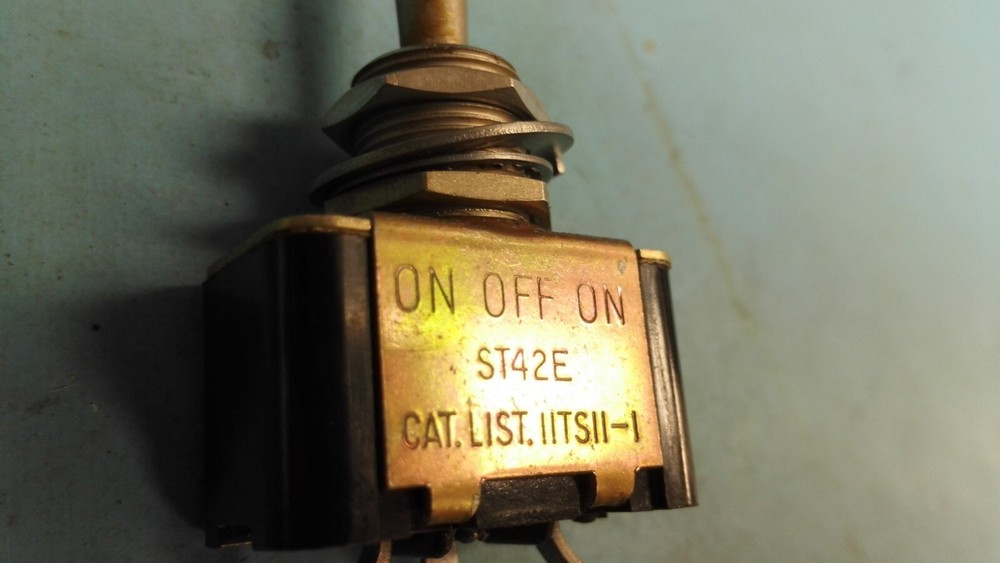 ON OFF ON
ST42E
CAT. LIST. 11TS11-1